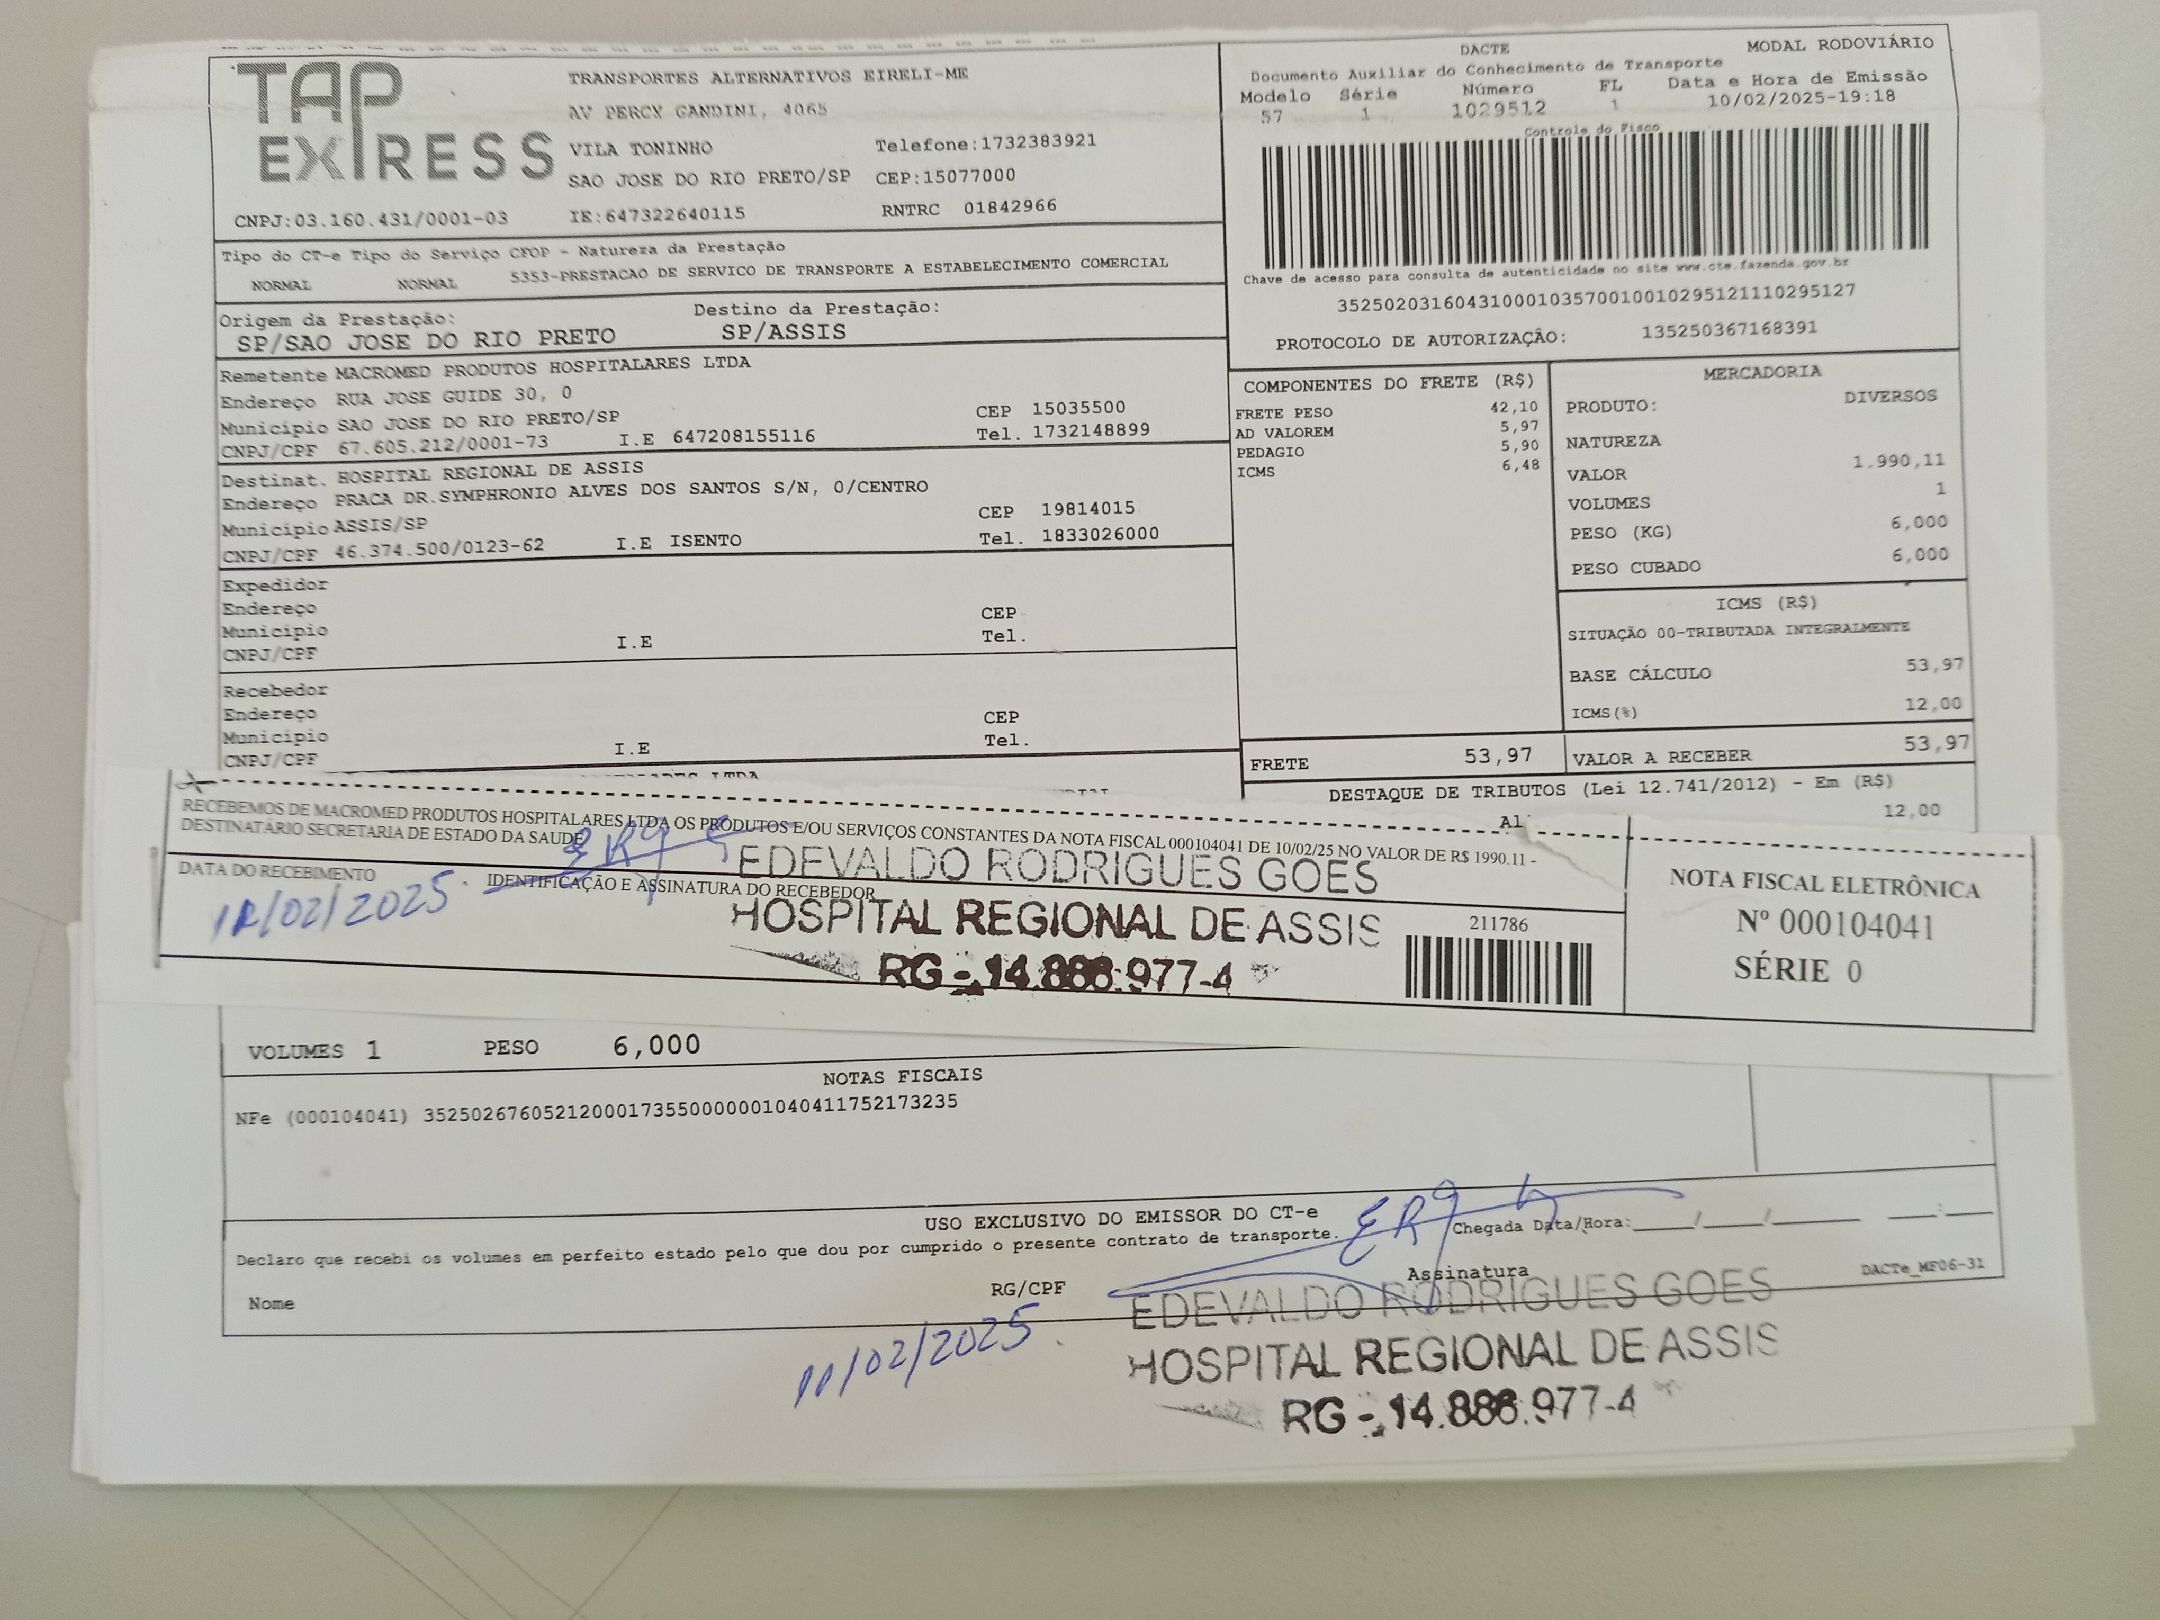 TAP EXPRESS
TRANSPORTES ALTERNATIVOS EIRELI-ME
AV PERCY GANDINI, 4065
VILA TONINHO Telefone:1732383921
SAO JOSE DO RIO PRETO/SP CEP:15077000
CNPJ:03.160.431/0001-03 IE:647322640115 RNTRC 01842966
DACTE MODAL RODOVIÁRIO
Documento Auxiliar do Conhecimento de Transporte
Modelo Série Número FL Data e Hora de Emissão
57 1 1029512 1 10/02/2025-19:18
Controle do Fisco
Chave de acesso para consulta de autenticidade no site www.cte.fazenda.gov.br
35250203160431000103570010010295121110295127
PROTOCOLO DE AUTORIZAÇÃO: 135250367168391
Tipo do CT-e Tipo do Serviço CFOP - Natureza da Prestação
NORMAL NORMAL 5353-PRESTACAO DE SERVICO DE TRANSPORTE A ESTABELECIMENTO COMERCIAL
Origem da Prestação: Destino da Prestação:
SP/SAO JOSE DO RIO PRETO SP/ASSIS
Remetente MACROMED PRODUTOS HOSPITALARES LTDA
Endereço RUA JOSE GUIDE 30, 0
Município SAO JOSE DO RIO PRETO/SP CEP 15035500
CNPJ/CPF 67.605.212/0001-73 I.E 647208155116 Tel. 1732148899
Destinat. HOSPITAL REGIONAL DE ASSIS
Endereço PRACA DR.SYMPHRONIO ALVES DOS SANTOS S/N, 0/CENTRO
Município ASSIS/SP CEP 19814015
CNPJ/CPF 46.374.500/0123-62 I.E ISENTO Tel. 1833026000
Expedidor
Endereço CEP
Município Tel.
CNPJ/CPF I.E
Recebedor
Endereço CEP
Município Tel.
CNPJ/CPF I.E
COMPONENTES DO FRETE (R$)
FRETE PESO 42,10
AD VALOREM 5,97
PEDAGIO 5,90
ICMS 6,48
MERCADORIA
PRODUTO: DIVERSOS
NATUREZA
VALOR 1.990,11
VOLUMES 1
PESO (KG) 6,000
PESO CUBADO 6,000
ICMS (R$)
SITUAÇÃO 00-TRIBUTADA INTEGRALMENTE
BASE CÁLCULO 53,97
ICMS(%) 12,00
FRETE 53,97 VALOR A RECEBER 53,97
DESTAQUE DE TRIBUTOS (Lei 12.741/2012) - Em (R$)
Al 12,00
RECEBEMOS DE MACROMED PRODUTOS HOSPITALARES LTDA OS PRODUTOS E/OU SERVIÇOS CONSTANTES DA NOTA FISCAL 000104041 DE 10/02/25 NO VALOR DE R$ 1990.11 -
DESTINATÁRIO SECRETARIA DE ESTADO DA SAUDE
DATA DO RECEBIMENTO IDENTIFICAÇÃO E ASSINATURA DO RECEBEDOR
11/02/2025
EDEVALDO RODRIGUES GOES
HOSPITAL REGIONAL DE ASSIS
RG - 14.888.977-4
211786
NOTA FISCAL ELETRÔNICA
Nº 000104041
SÉRIE 0
VOLUMES 1 PESO 6,000
NOTAS FISCAIS
NFe (000104041) 35250267605212000173550000001040411752173235
USO EXCLUSIVO DO EMISSOR DO CT-e
Declaro que recebi os volumes em perfeito estado pelo que dou por cumprido o presente contrato de transporte. Chegada Data/Hora:____/____/______ ___:___
Nome RG/CPF Assinatura DACTe_MF06-31
11/02/2025
EDEVALDO RODRIGUES GOES
HOSPITAL REGIONAL DE ASSIS
RG - 14.888.977-4